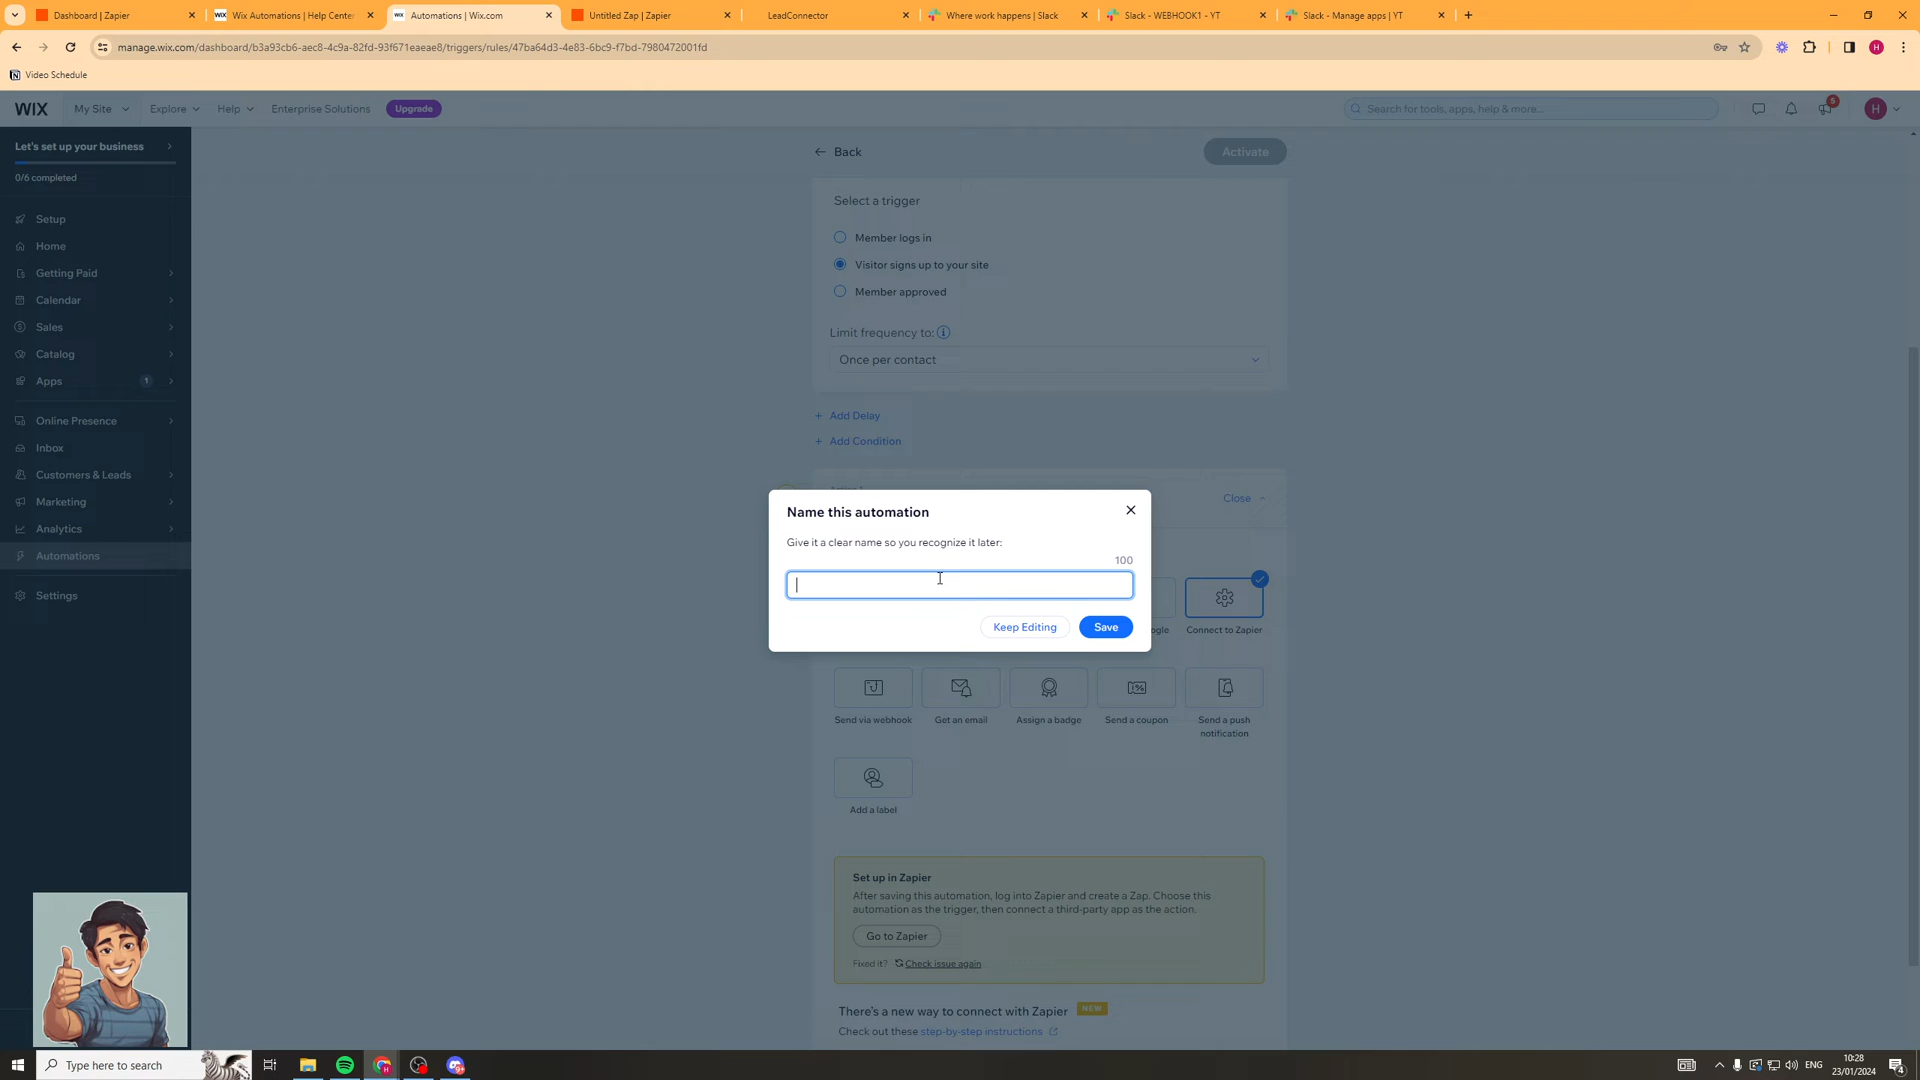 Dashboard | Zapier
Wix Automations | Help Center
Automations | Wix.com
Untitled Zap | Zapier
LeadConnector
Where work happens | Slack
Slack - WEBHOOK1 - YT
Slack - Manage apps | YT
manage.wix.com/dashboard/b3a93cb6-aec8-4c9a-82fd-93f671eaeae8/triggers/rules/47ba64d3-4e83-6bc9-f7bd-7980472001fd
H
Video Schedule
WIX
My Site
Explore
Help
Enterprise Solutions
Upgrade
Search for tools, apps, help & more...
5
H
Let's set up your business
0/6 completed
Setup
Home
Getting Paid
Calendar
Sales
Catalog
Apps
1
Online Presence
Inbox
Customers & Leads
Marketing
Analytics
Automations
Settings
Back
Activate
Select a trigger
Member logs in
Visitor signs up to your site
Member approved
Limit frequency to:
Once per contact
+ Add Delay
+ Add Condition
Close
Name this automation
Give it a clear name so you recognize it later:
100
Keep Editing
Save
Connect to Zapier
Send via webhook
Get an email
Assign a badge
Send a coupon
Send a push
notification
Add a label
Set up in Zapier
After saving this automation, log into Zapier and create a Zap. Choose this
automation as the trigger, then connect a third-party app as the action.
Go to Zapier
Fixed it? Check issue again
There's a new way to connect with Zapier NEW
Check out these step-by-step instructions
Type here to search
ENG
10:28
23/01/2024
4